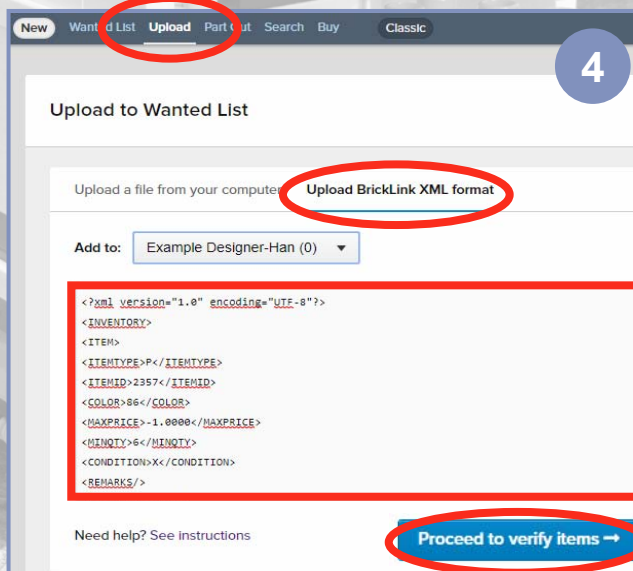 New Wanted List Upload Part Out Search Buy Classic
4
Upload to Wanted List
Upload a file from your computer Upload BrickLink XML format
Add to: Example Designer-Han (0)
<?xml version="1.0" encoding="UTF-8"?>
<INVENTORY>
<ITEM>
<ITEMTYPE>P</ITEMTYPE>
<ITEMID>2357</ITEMID>
<COLOR>86</COLOR>
<MAXPRICE>-1.0000</MAXPRICE>
<MINQTY>6</MINQTY>
<CONDITION>X</CONDITION>
<REMARKS/>
Need help? See instructions
Proceed to verify items →